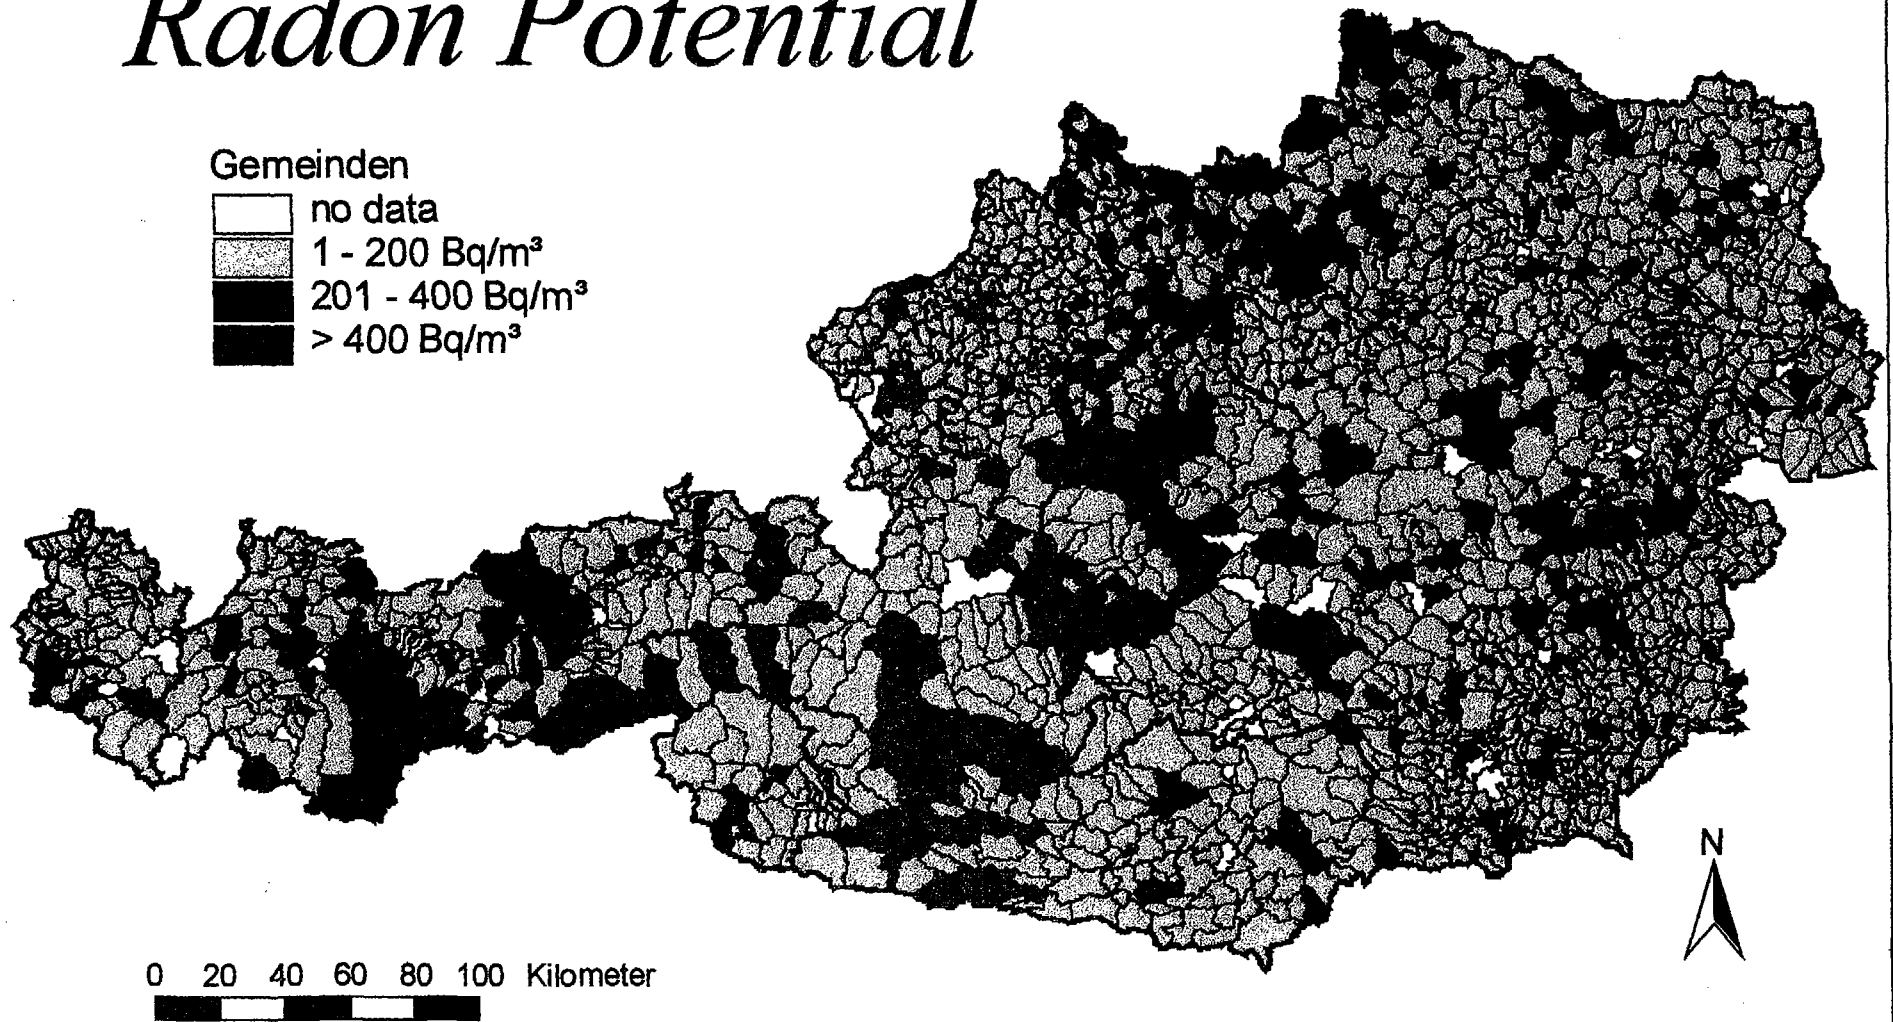 Radon Potential
Gemeinden
no data
1 - 200 Bq/m³
201 - 400 Bq/m³
> 400 Bq/m³
N
0 20 40 60 80 100 Kilometer